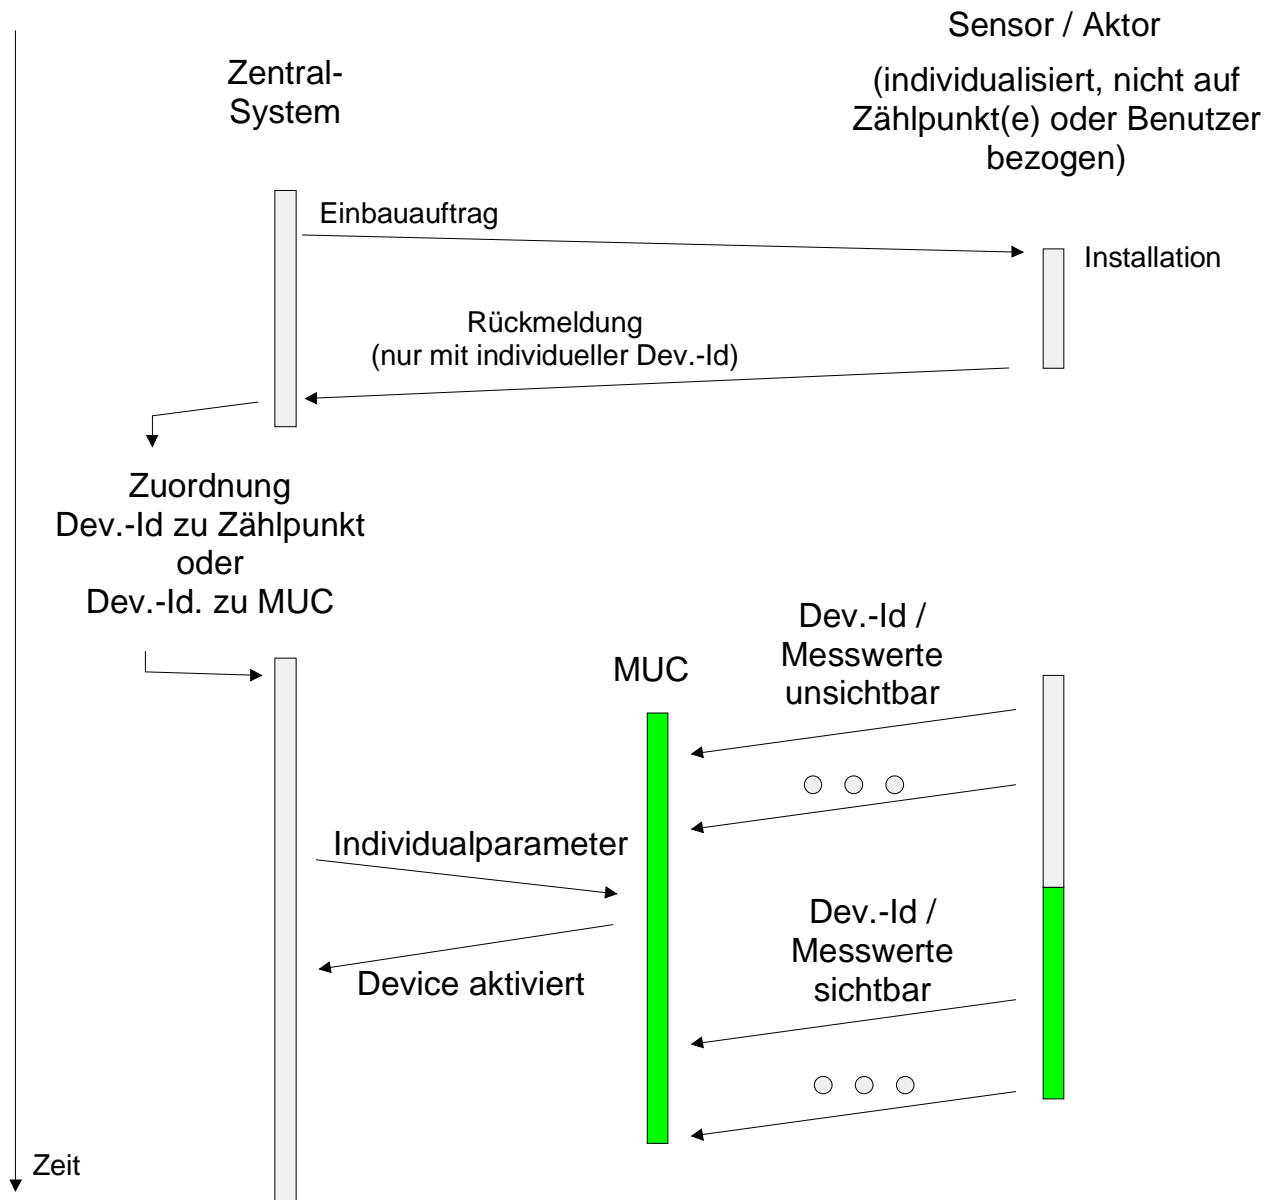 Sensor / Aktor
(individualisiert, nicht auf
Zählpunkt(e) oder Benutzer
bezogen)
Zentral-
System
Einbauauftrag
Installation
Rückmeldung
(nur mit individueller Dev.-Id)
Zuordnung
Dev.-Id zu Zählpunkt
oder
Dev.-Id. zu MUC
MUC
Dev.-Id /
Messwerte
unsichtbar
Individualparameter
Device aktiviert
Dev.-Id /
Messwerte
sichtbar
Zeit